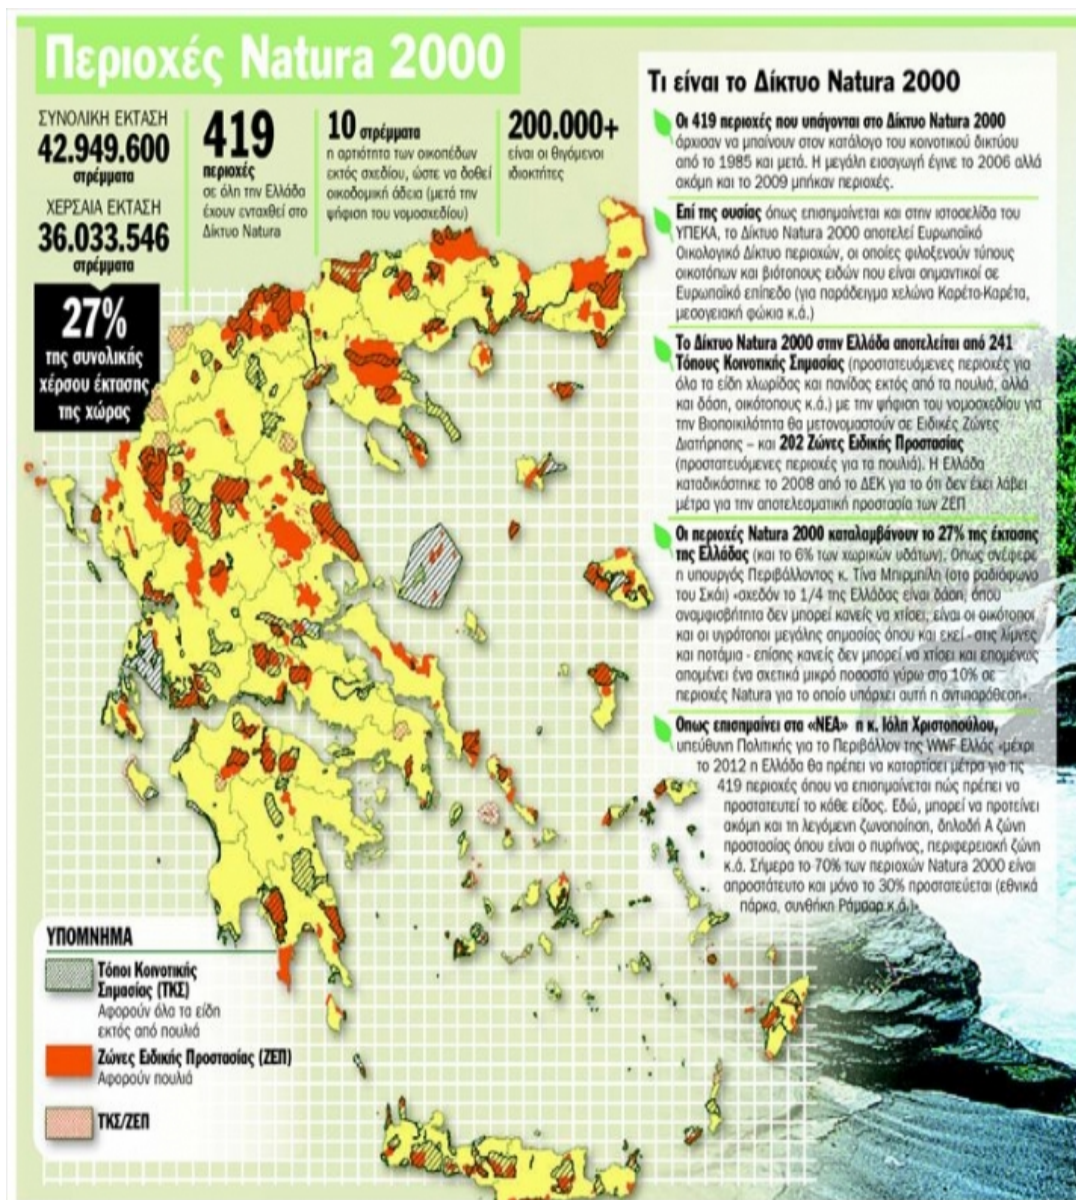 Περιοχές Natura 2000
ΣΥΝΟΛΙΚΗ ΕΚΤΑΣΗ
42.949.600
στρέμματα
ΧΕΡΣΑΙΑ ΕΚΤΑΣΗ
36.033.546
στρέμματα
27%
της συνολικής
χέρσου έκτασης
της χώρας
419
περιοχές
σε όλη την Ελλάδα
έχουν ενταχθεί στο
Δίκτυο Natura
10 στρέμματα
η αρτιότητα των οικοπέδων
εκτός σχεδίου, ώστε να δοθεί
οικοδομική άδεια (μετά την
ψήφιση του νομοσχεδίου)
200.000+
είναι οι θιγόμενοι
ιδιοκτήτες
Τι είναι το Δίκτυο Natura 2000
Οι 419 περιοχές που υπάγονται στο Δίκτυο Natura 2000
άρχισαν να μπαίνουν στον κατάλογο του κοινοτικού δικτύου
από το 1985 και μετά. Η μεγάλη εισαγωγή έγινε το 2006 αλλά
ακόμη και το 2009 μπήκαν περιοχές.
Επί της ουσίας όπως επισημαίνεται και στην ιστοσελίδα του
ΥΠΕΚΑ, το Δίκτυο Natura 2000 αποτελεί Ευρωπαϊκό
Οικολογικό Δίκτυο περιοχών, οι οποίες φιλοξενούν τύπους
οικοτόπων και βιότοπους ειδών που είναι σημαντικοί σε
Ευρωπαϊκό επίπεδο (για παράδειγμα χελώνα Καρέτα-Καρέτα,
μεσογειακή φώκια κ.ά.)
Το Δίκτυο Natura 2000 στην Ελλάδα αποτελείται από 241
Τόπους Κοινοτικής Σημασίας (προστατευόμενες περιοχές για
όλα τα είδη χλωρίδας και πανίδας εκτός από τα πουλιά, αλλά
και δάση, οικότοπους κ.ά.) με την ψήφιση του νομοσχεδίου για
την Βιοποικιλότητα θα μετονομαστούν σε Ειδικές Ζώνες
Διατήρησης – και 202 Ζώνες Ειδικής Προστασίας
(προστατευόμενες περιοχές για τα πουλιά). Η Ελλάδα
καταδικάστηκε το 2008 από το ΔΕΚ για το ότι δεν έχει λάβει
μέτρα για την αποτελεσματική προστασία των ΖΕΠ
Οι περιοχές Natura 2000 καταλαμβάνουν το 27% της έκτασης
της Ελλάδας (και το 6% των χωρικών υδάτων). Οπως ανέφερε
η υπουργός Περιβάλλοντος κ. Τίνα Μπιρμπίλη (στο ραδιόφωνο
του Σκάι) «σχεδόν το 1/4 της Ελλάδας είναι δάση, όπου
αναμφισβήτητα δεν μπορεί κανείς να χτίσει, είναι οι οικότοποι
και οι υγρότοποι μεγάλης σημασίας όπου και εκεί - στις λίμνες
και ποτάμια - επίσης κανείς δεν μπορεί να χτίσει και επομένως
απομένει ένα σχετικά μικρό ποσοστό γύρω στο 10% σε
περιοχές Natura για το οποίο υπάρχει αυτή η αντιπαράθεση».
Οπως επισημαίνει στα «ΝΕΑ» η κ. Ιόλη Χριστοπούλου,
υπεύθυνη Πολιτικής για το Περιβάλλον της WWF Ελλάς «μέχρι
το 2012 η Ελλάδα θα πρέπει να καταρτίσει μέτρα για τις
419 περιοχές όπου να επισημαίνεται πώς πρέπει να
προστατευτεί το κάθε είδος. Εδώ, μπορεί να προτείνει
ακόμη και τη λεγόμενη ζωνοποίηση, δηλαδή Α ζώνη
προστασίας όπου είναι ο πυρήνας, περιφερειακή ζώνη
κ.ά. Σήμερα το 70% των περιοχών Natura 2000 είναι
απροστάτευτο και μόνο το 30% προστατεύεται (εθνικά
πάρκα, συνθήκη Ράμσαρ κ.ά.)»
ΥΠΟΜΝΗΜΑ
Τόποι Κοινοτικής
Σημασίας (ΤΚΣ)
Αφορούν όλα τα είδη
εκτός από πουλιά
Ζώνες Ειδικής Προστασίας (ΖΕΠ)
Αφορούν πουλιά
ΤΚΣ/ΖΕΠ